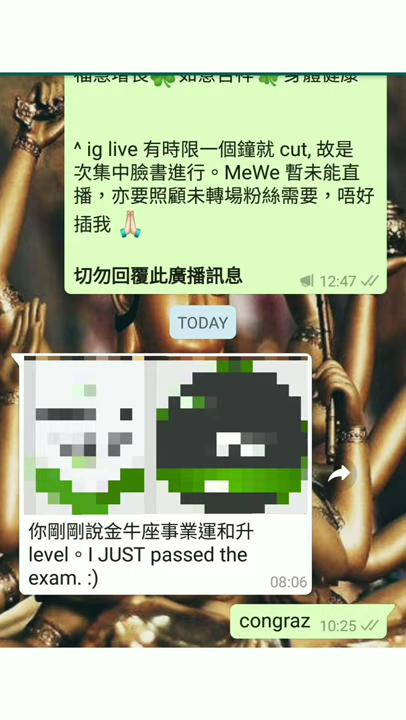 福慧增長🍀如意吉祥🍀身體健康
^ ig live 有時限一個鐘就 cut, 故是
次集中臉書進行。MeWe 暫未能直
播，亦要照顧未轉場粉絲需要，唔好
插我 🙏🏻
切勿回覆此廣播訊息
12:47
TODAY
你剛剛說金牛座事業運和升
level。I JUST passed the
exam. :)
08:06
congraz
10:25